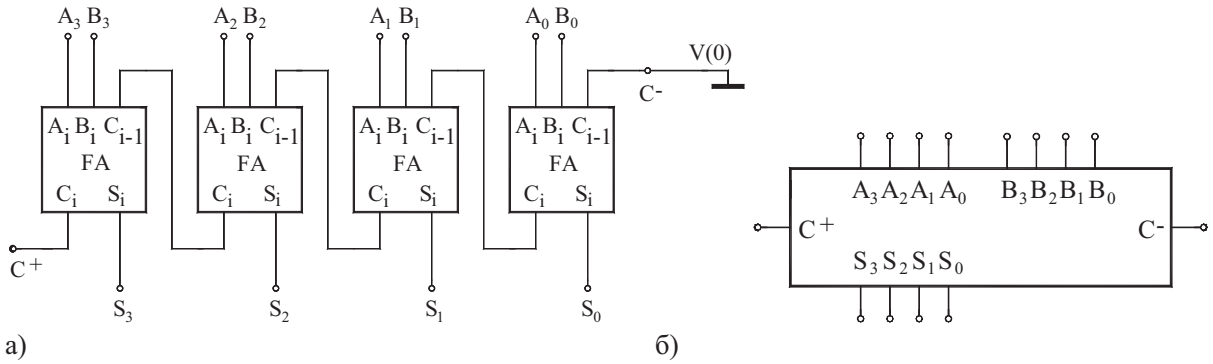 A₃ B₃ A₂ B₂ A₁ B₁ A₀ B₀ V(0)
C-
Aᵢ Bᵢ Cᵢ₋₁ Aᵢ Bᵢ Cᵢ₋₁ Aᵢ Bᵢ Cᵢ₋₁ Aᵢ Bᵢ Cᵢ₋₁
FA FA FA FA
Cᵢ Sᵢ Cᵢ Sᵢ Cᵢ Sᵢ Cᵢ Sᵢ
C+
S₃ S₂ S₁ S₀
а)
A₃ A₂ A₁ A₀ B₃ B₂ B₁ B₀
C+ C-
S₃ S₂ S₁ S₀
б)